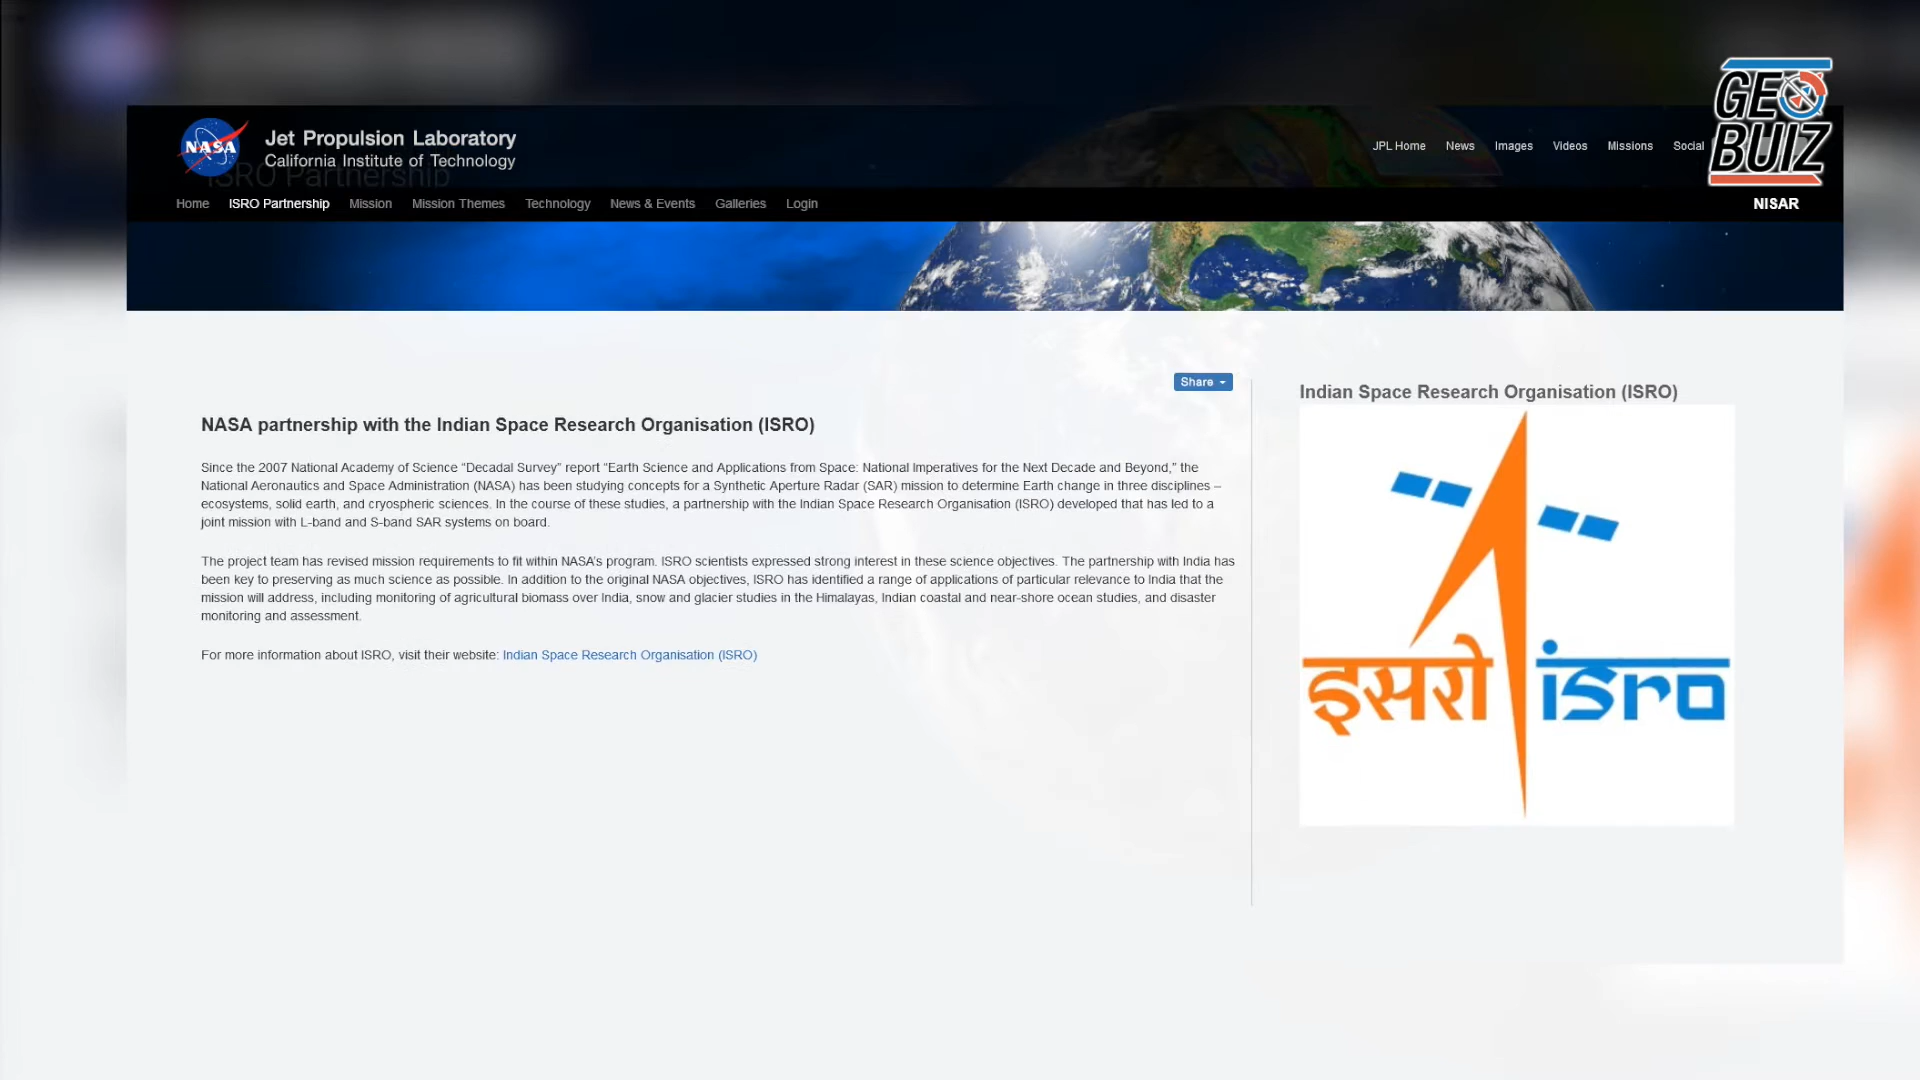 GEO
BUIZ
NASA
Jet Propulsion Laboratory
California Institute of Technology
ISRO Partnership
JPL Home News Images Videos Missions Social
Home ISRO Partnership Mission Mission Themes Technology News & Events Galleries Login
NISAR
Share
NASA partnership with the Indian Space Research Organisation (ISRO)
Since the 2007 National Academy of Science “Decadal Survey” report “Earth Science and Applications from Space: National Imperatives for the Next Decade and Beyond,” the
National Aeronautics and Space Administration (NASA) has been studying concepts for a Synthetic Aperture Radar (SAR) mission to determine Earth change in three disciplines –
ecosystems, solid earth, and cryospheric sciences. In the course of these studies, a partnership with the Indian Space Research Organisation (ISRO) developed that has led to a
joint mission with L-band and S-band SAR systems on board.
The project team has revised mission requirements to fit within NASA’s program. ISRO scientists expressed strong interest in these science objectives. The partnership with India has
been key to preserving as much science as possible. In addition to the original NASA objectives, ISRO has identified a range of applications of particular relevance to India that the
mission will address, including monitoring of agricultural biomass over India, snow and glacier studies in the Himalayas, Indian coastal and near-shore ocean studies, and disaster
monitoring and assessment.
For more information about ISRO, visit their website: Indian Space Research Organisation (ISRO)
Indian Space Research Organisation (ISRO)
इसरो isro